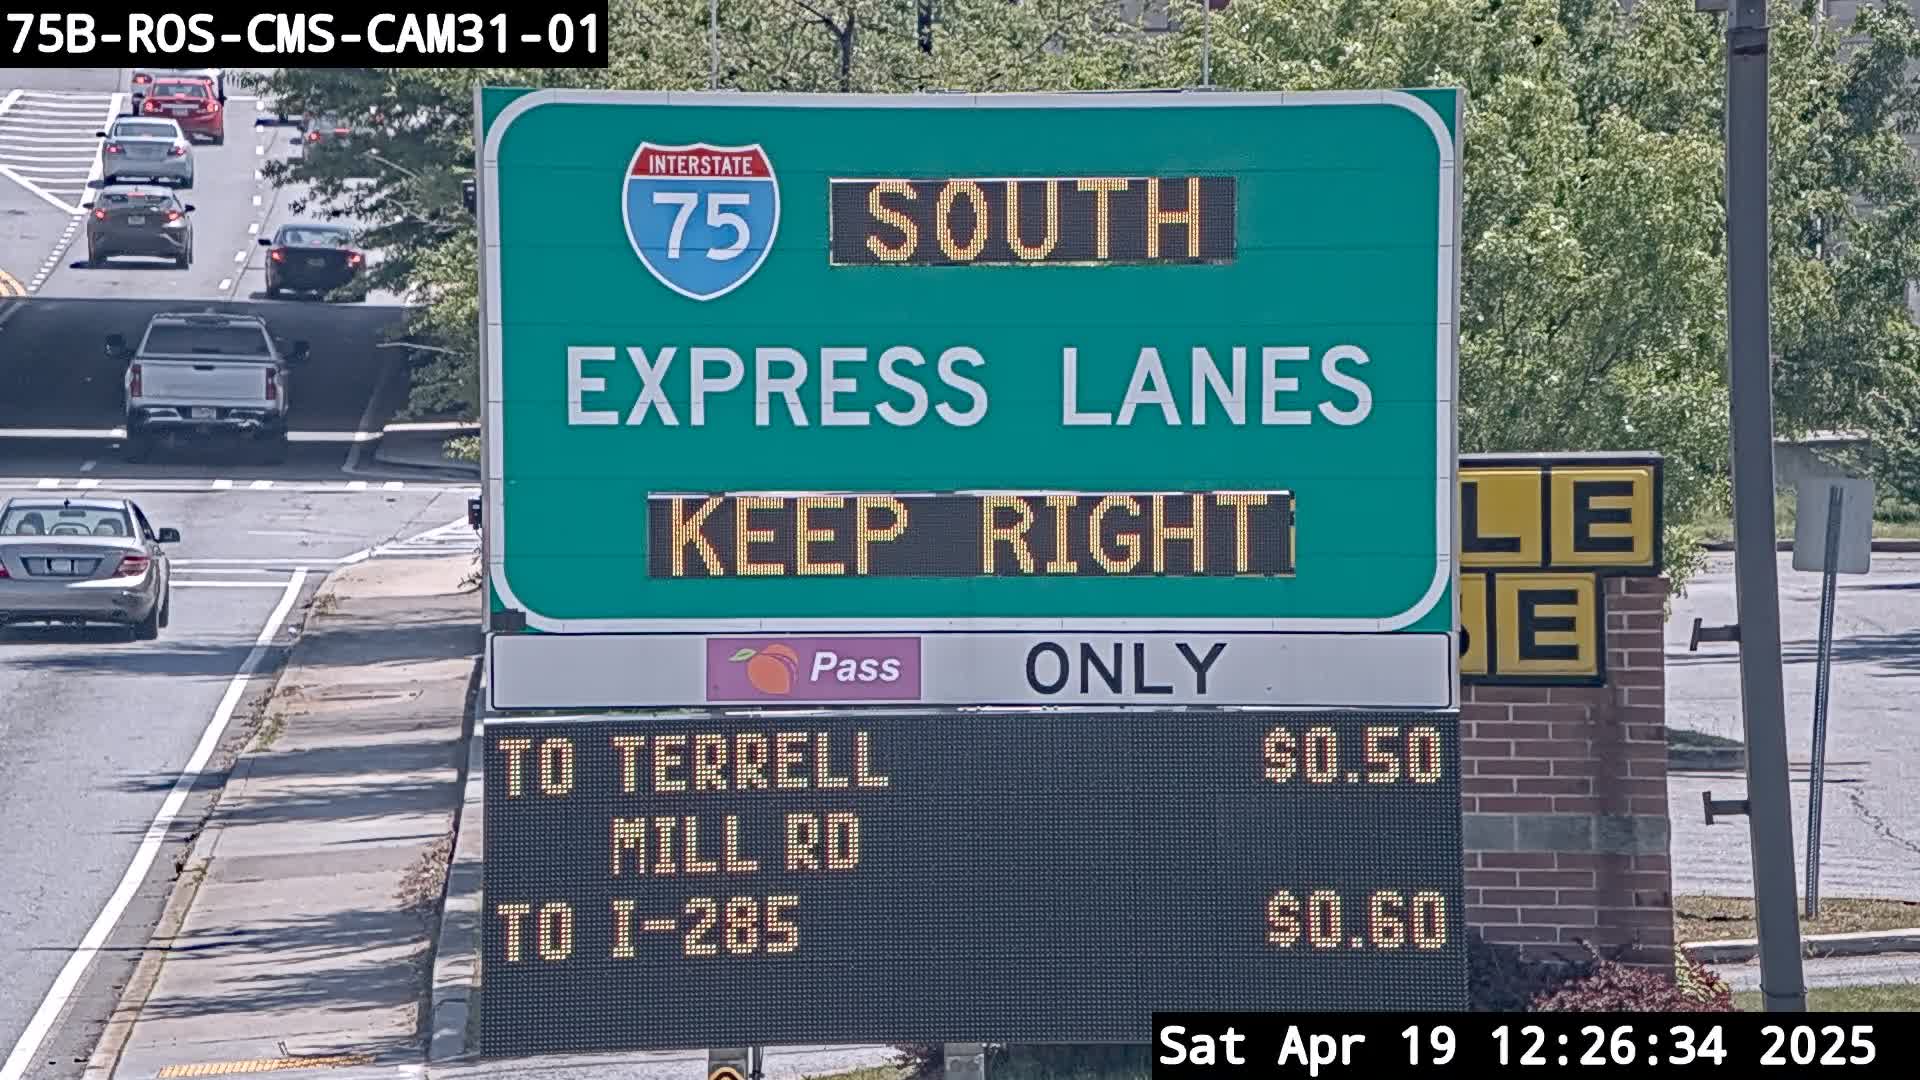 75B-ROS-CMS-CAM31-01
INTERSTATE
75
SOUTH
EXPRESS LANES
KEEP RIGHT
Pass ONLY
TO TERRELL $0.50
MILL RD
TO I-285 $0.60
LE
E
Sat Apr 19 12:26:34 2025